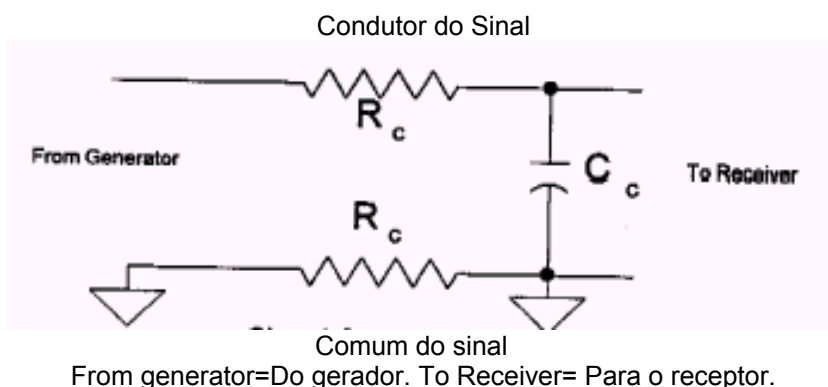 Condutor do Sinal
R c
From Generator
C c
To Receiver
R c
Comum do sinal
From generator=Do gerador. To Receiver= Para o receptor.